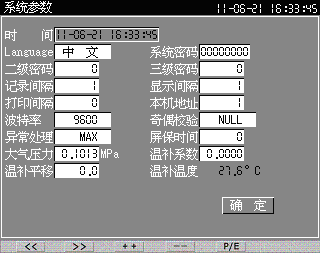 系统参数 11-06-21 16:33:45
时 间 11-06-21 16:33:45
Language 中 文 系统密码 00000000
二级密码 0 三级密码 0
记录间隔 1 显示间隔 1
打印间隔 0 本机地址 1
波特率 9600 奇偶校验 NULL
异常处理 MAX 屏保时间 0
大气压力 0.1013 MPa 温补系数 0.0000
温补平移 0.0 温补温度 27.6°C
确 定
<< >> ++ -- P/E